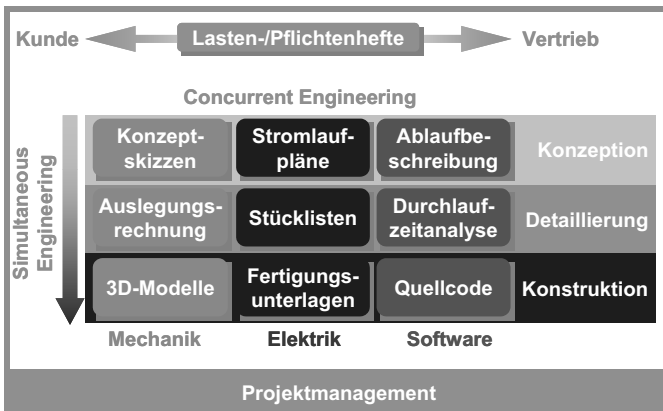 Kunde
Lasten-/Pflichtenhefte
Vertrieb
Concurrent Engineering
Simultaneous
Engineering
Konzept-
skizzen
Stromlauf-
pläne
Ablaufbe-
schreibung
Konzeption
Auslegungs-
rechnung
Stücklisten
Durchlauf-
zeitanalyse
Detaillierung
3D-Modelle
Fertigungs-
unterlagen
Quellcode
Konstruktion
Mechanik
Elektrik
Software
Projektmanagement